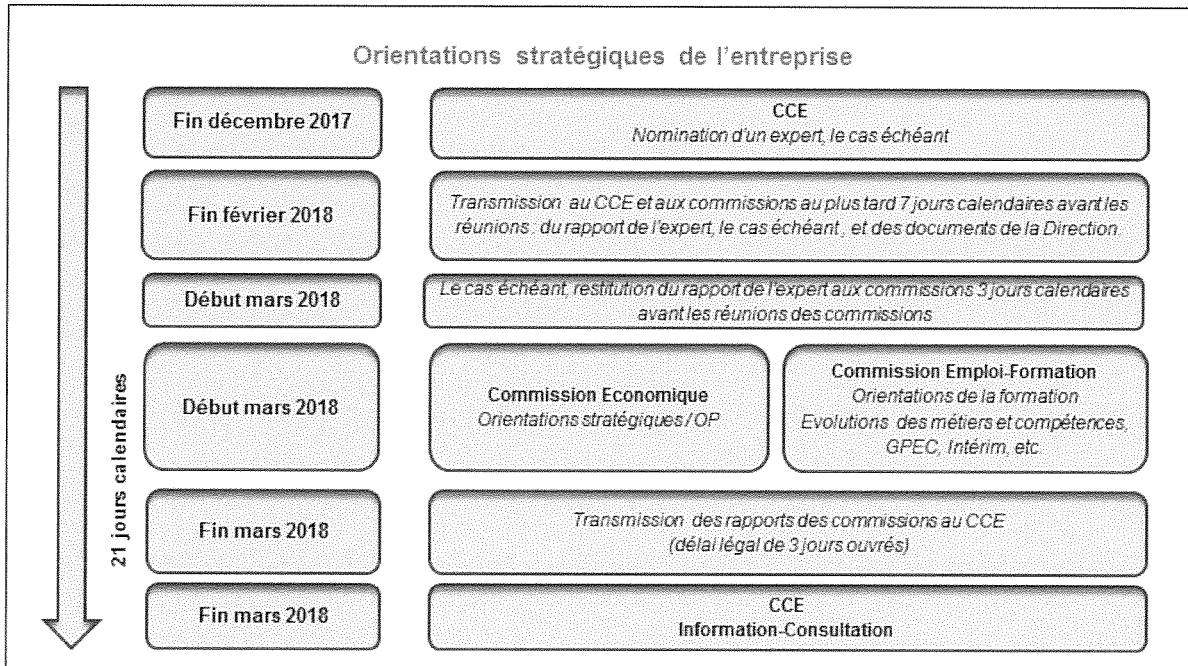 Orientations stratégiques de l'entreprise
Fin décembre 2017
CCE
Nomination d'un expert, le cas échéant
Fin février 2018
Transmission au CCE et aux commissions au plus tard 7 jours calendaires avant les
réunions : du rapport de l'expert, le cas échéant, et des documents de la Direction
Début mars 2018
Le cas échéant, restitution du rapport de l'expert aux commissions 3 jours calendaires
avant les réunions des commissions
21 jours calendaires
Début mars 2018
Commission Economique
Orientations stratégiques / OP
Commission Emploi-Formation
Orientations de la formation
Evolutions des métiers et compétences,
GPEC, Intérim, etc
Fin mars 2018
Transmission des rapports des commissions au CCE
(délai légal de 3 jours ouvrés)
Fin mars 2018
CCE
Information-Consultation